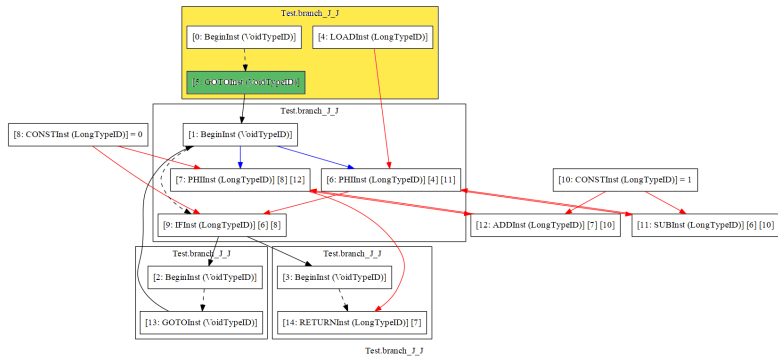 Test.branch_J_J
[0: BeginInst (VoidTypeID)]
[4: LOADInst (LongTypeID)]
[5: GOTOInst (VoidTypeID)]
Test.branch_J_J
[8: CONSTInst (LongTypeID)] = 0
[1: BeginInst (VoidTypeID)]
[7: PHIInst (LongTypeID)] [8] [12]
[6: PHIInst (LongTypeID)] [4] [11]
[10: CONSTInst (LongTypeID)] = 1
[9: IFInst (LongTypeID)] [6] [8]
[12: ADDInst (LongTypeID)] [7] [10]
[11: SUBInst (LongTypeID)] [6] [10]
Test.branch_J_J
Test.branch_J_J
[2: BeginInst (VoidTypeID)]
[3: BeginInst (VoidTypeID)]
[13: GOTOInst (VoidTypeID)]
[14: RETURNInst (LongTypeID)] [7]
Test.branch_J_J